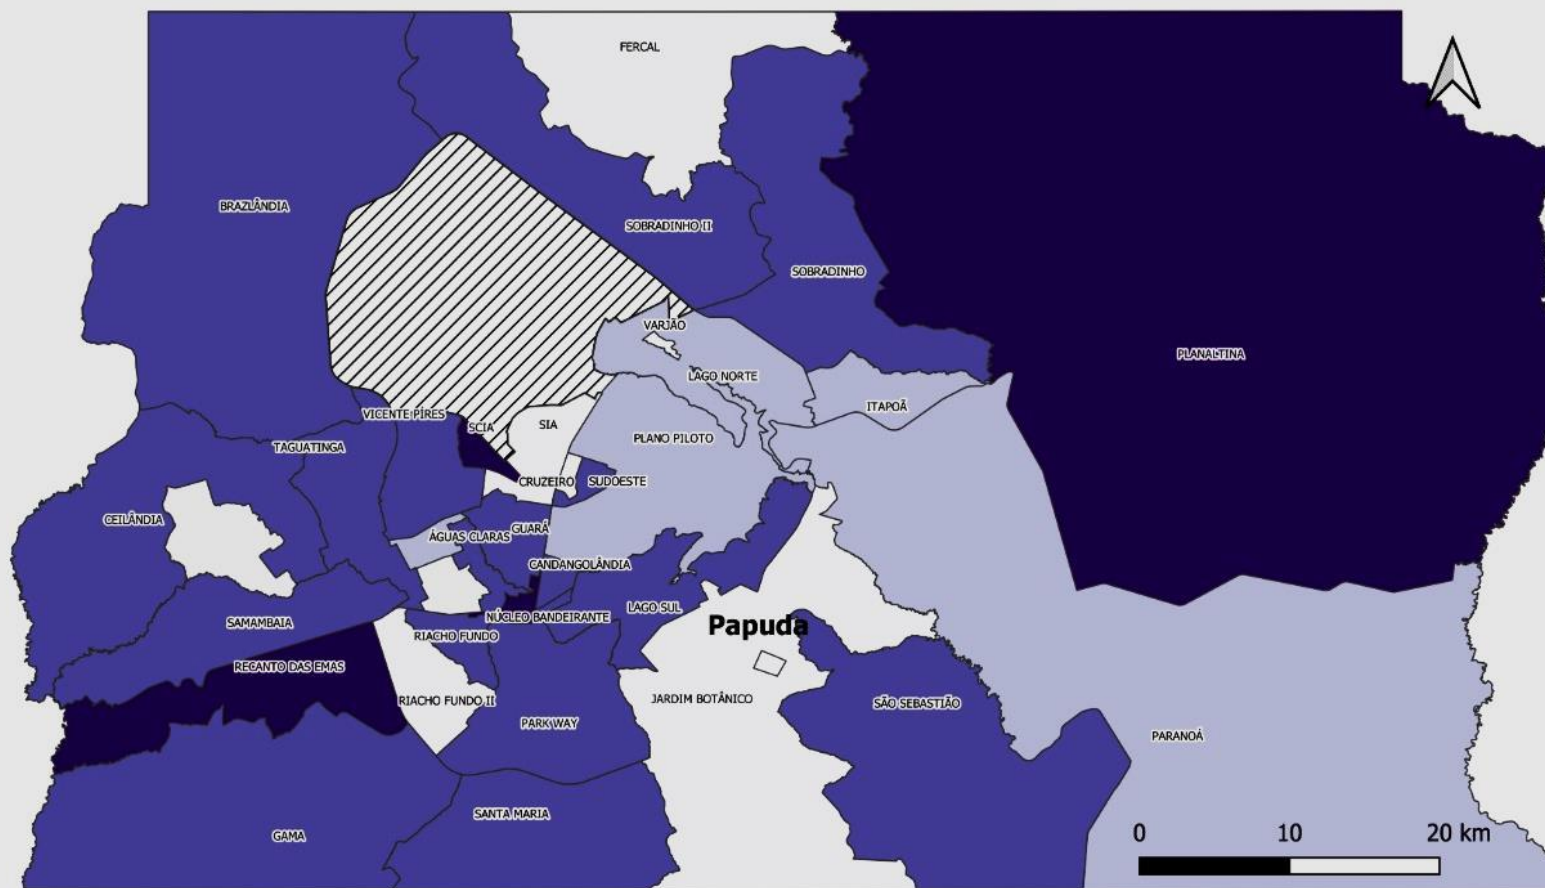 FERCAL
BRAZLÂNDIA
SOBRADINHO II
SOBRADINHO
VARJÃO
PLANALTINA
LAGO NORTE
ITAPOÃ
VICENTE PÍRES
SCIA
SIA
PLANO PILOTO
TAGUATINGA
CRUZEIRO
SUDOESTE
CEILÂNDIA
ÁGUAS CLARAS
GUARÁ
CANDANGOLÂNDIA
LAGO SUL
NÚCLEO BANDEIRANTE
SAMAMBAIA
Papuda
RIACHO FUNDO
RECANTO DAS EMAS
RIACHO FUNDO II
JARDIM BOTÂNICO
SÃO SEBASTIÃO
PARK WAY
PARANOÁ
SANTA MARIA
GAMA
0 10 20 km